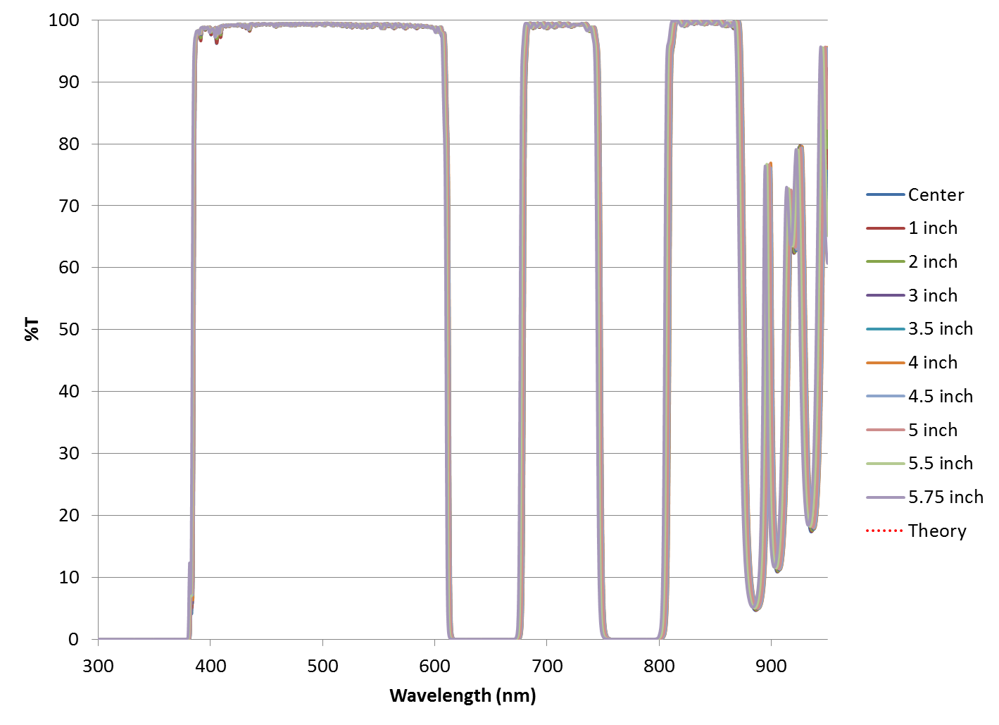 100
90
80
70
60
50
40
30
20
10
0
%T
300 400 500 600 700 800 900
Wavelength (nm)
Center
1 inch
2 inch
3 inch
3.5 inch
4 inch
4.5 inch
5 inch
5.5 inch
5.75 inch
Theory